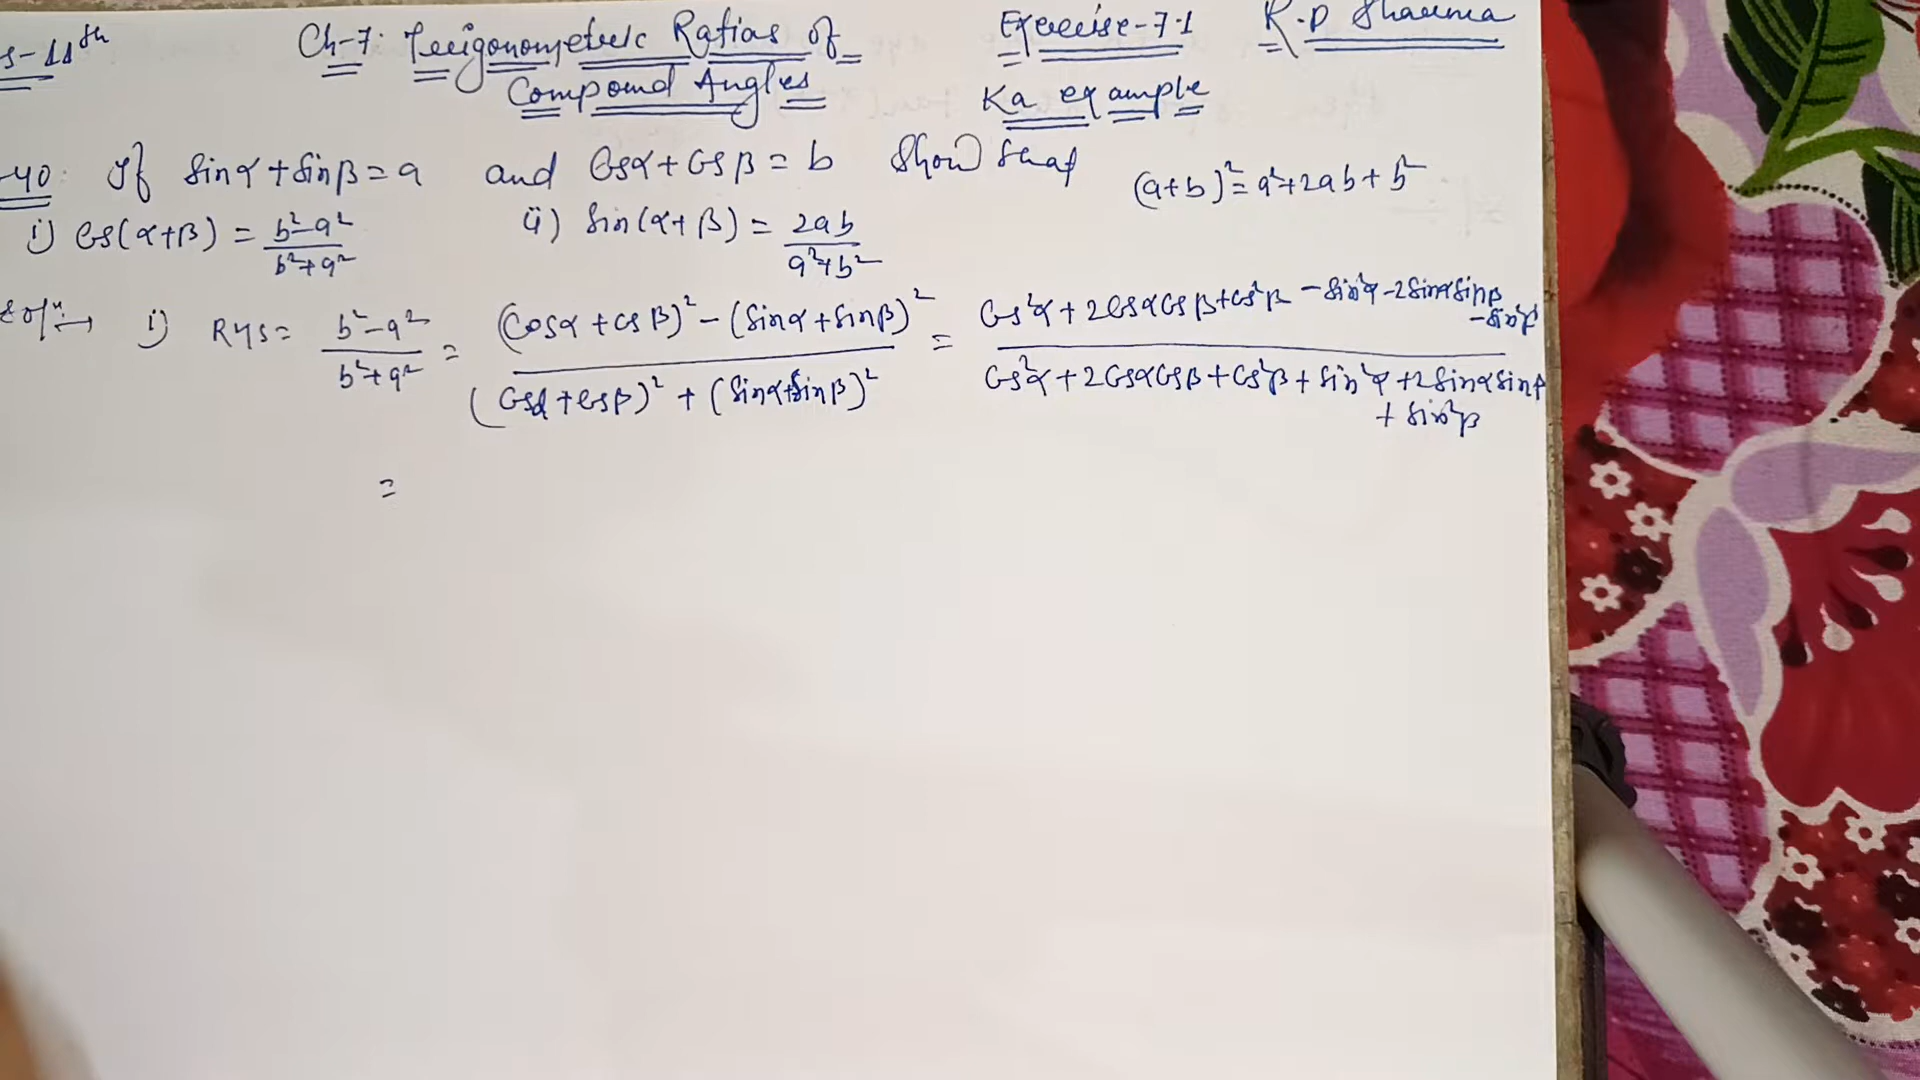 s-11th Ch-7: Trigonometric Ratios of Exercise-7.1 R.D Sharma
Compound Angles Ka example
-40: If Sinα+Sinβ=a and Cosα+Cosβ=b Show that (a+b)²=a²+2ab+b²
i) Cos(α+β) = b²-a²/b²+a² ii) Sin(α+β) = 2ab/a²+b²
Solⁿ→ i) RHS= b²-a²/b²+a² = (Cosα+Cosβ)²-(Sinα+Sinβ)²/(Cosα+Cosβ)²+(Sinα+Sinβ)² = Cos²α+2CosαCosβ+Cos²β-Sin²α-2SinαSinβ-Sin²β/Cos²α+2CosαCosβ+Cos²β+Sin²α+2SinαSinβ+Sin²β
=